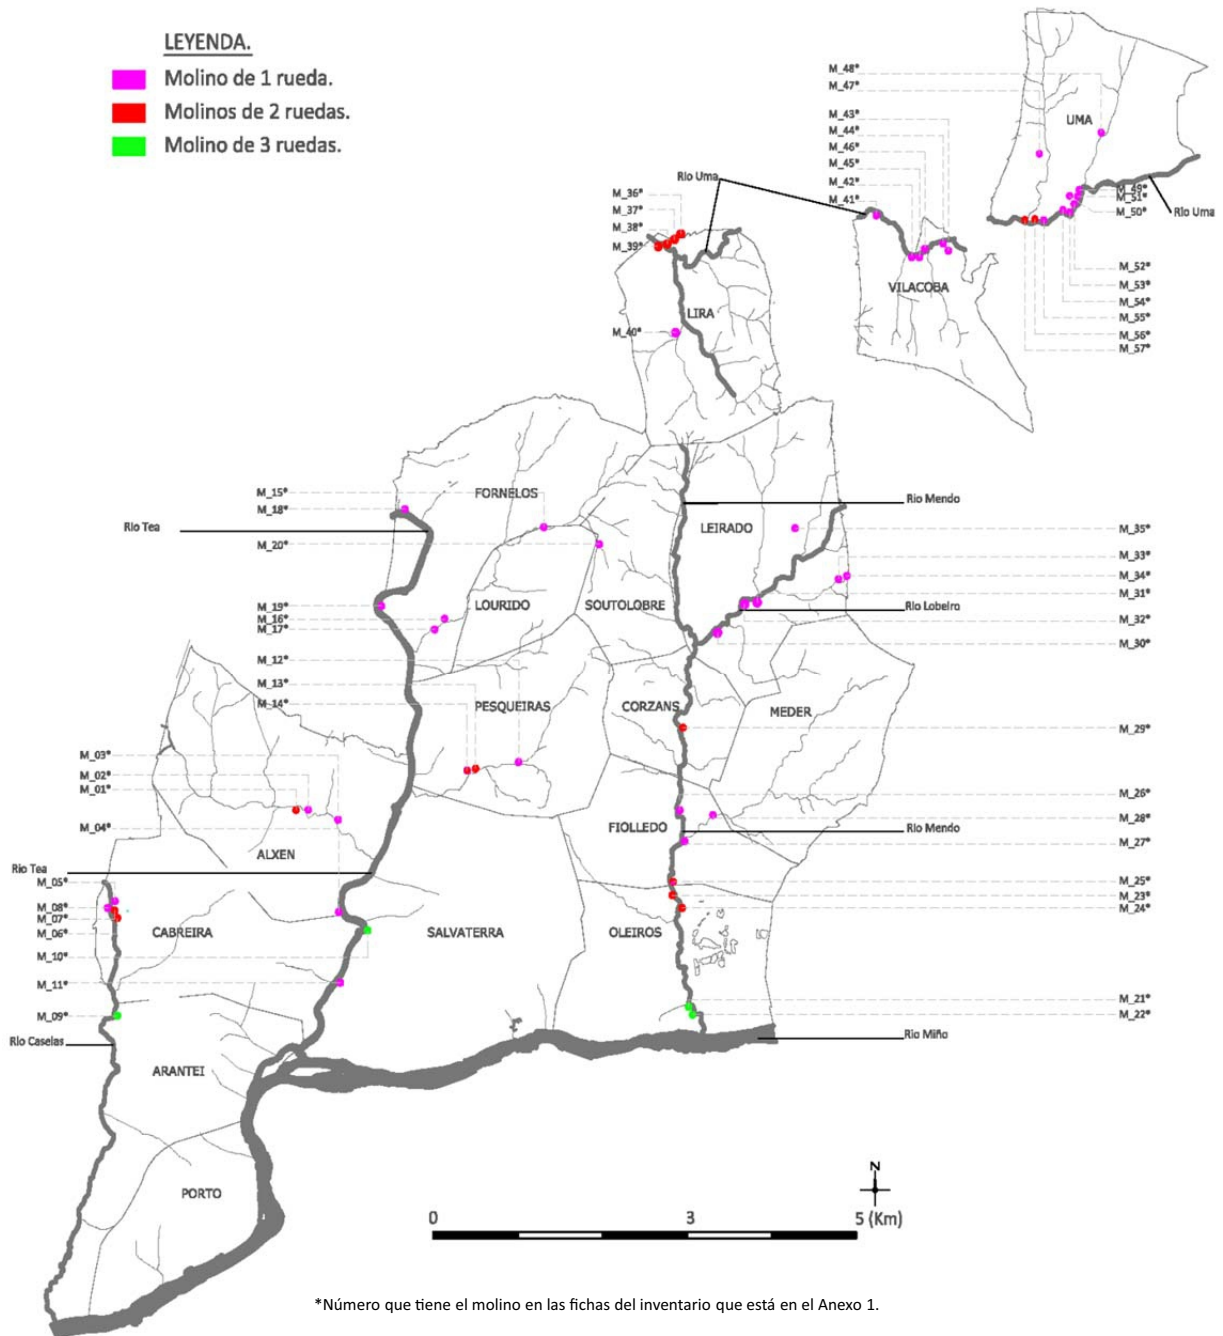 LEYENDA.
Molino de 1 rueda.
Molinos de 2 ruedas.
Molino de 3 ruedas.
M_48*
M_47*
M_43*
M_44*
M_46*
M_45*
M_42*
M_41*
UMA
M_49*
M_51*
M_50*
Rio Uma
M_52*
M_53*
M_54*
M_55*
M_56*
M_57*
VILACOBA
Rio Uma
M_36*
M_37*
M_38*
M_39*
LIRA
M_40*
M_15*
M_18*
Rio Tea
M_20*
M_19*
M_16*
M_17*
M_12*
M_13*
M_14*
FORNELOS
LOURIDO
SOUTOLOBRE
LEIRADO
Rio Mendo
M_35*
M_33*
M_34*
M_31*
Rio Lobeiro
M_32*
M_30*
PESQUEIRAS
CORZANS
MEDER
M_29*
M_03*
M_02*
M_01*
M_04*
ALXEN
Rio Tea
M_26*
M_28*
FIOLLEDO
Rio Mendo
M_27*
M_25*
M_23*
M_24*
M_05*
M_08*
M_07*
M_06*
M_10*
M_11*
M_09*
Rio Caselas
CABREIRA
SALVATERRA
OLEIROS
M_21*
M_22*
Rio Miño
ARANTEI
PORTO
N
0 3 5 (Km)
*Número que tiene el molino en las fichas del inventario que está en el Anexo 1.